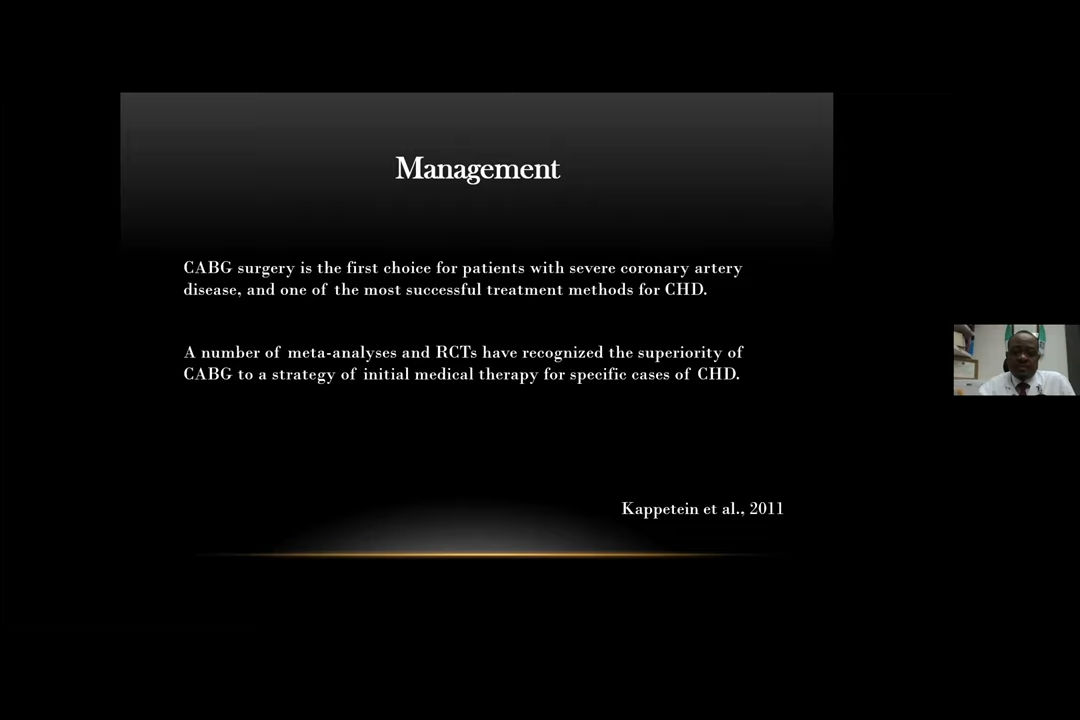 Management
CABG surgery is the first choice for patients with severe coronary artery
disease, and one of the most successful treatment methods for CHD.
A number of meta-analyses and RCTs have recognized the superiority of
CABG to a strategy of initial medical therapy for specific cases of CHD.
Kappetein et al., 2011